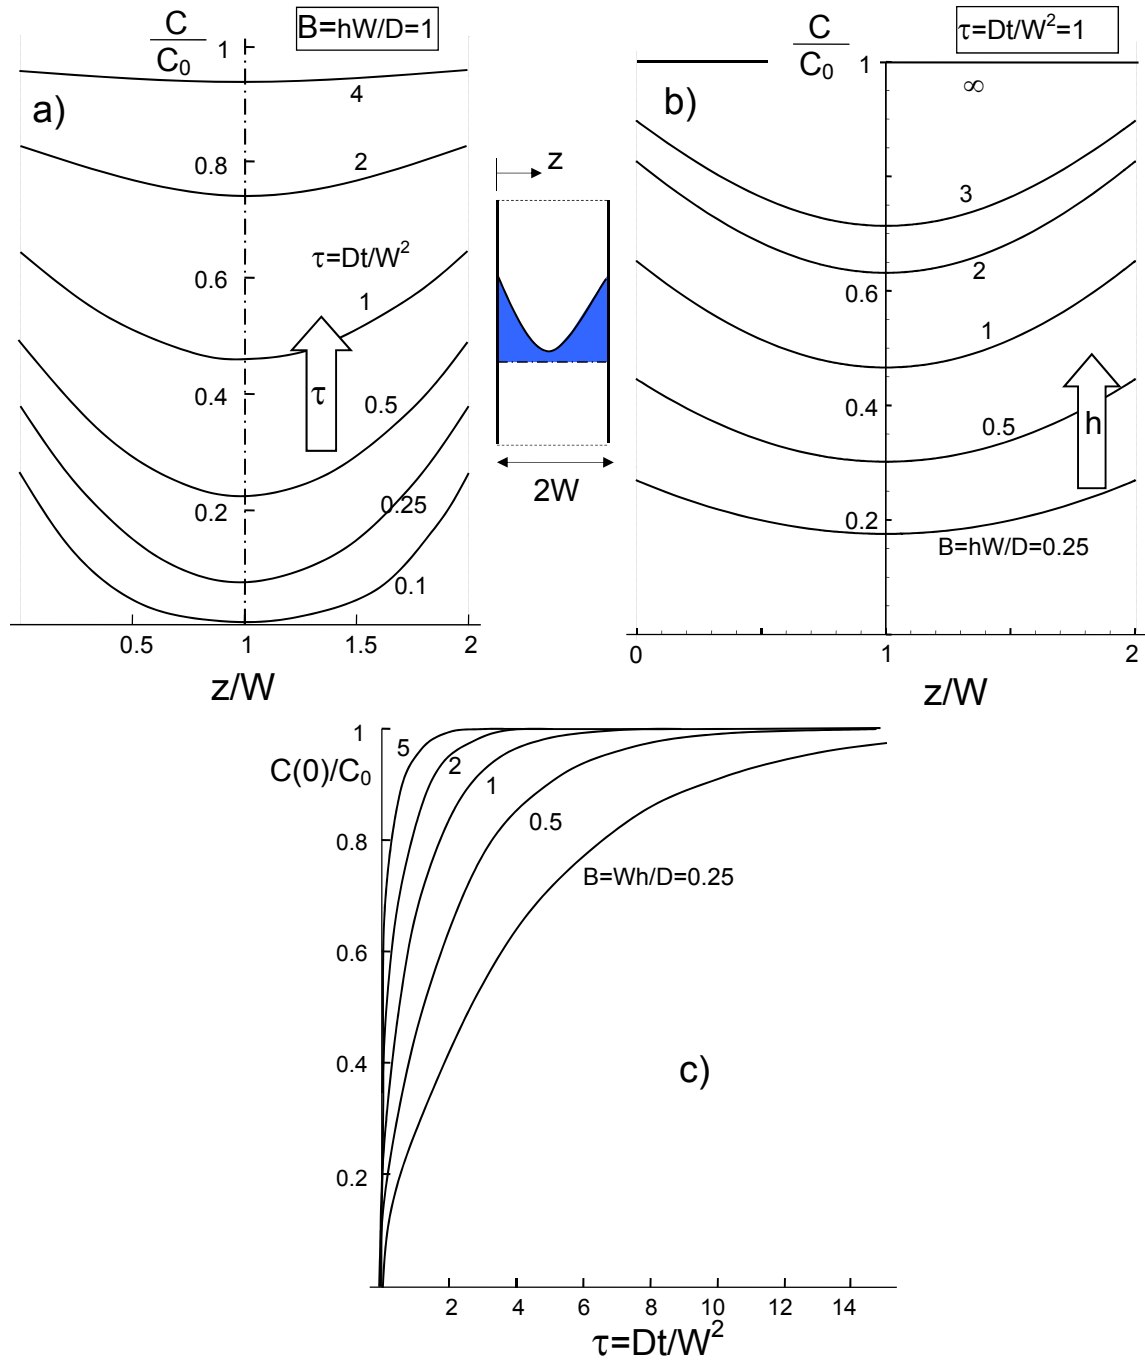 a)
C
C₀
B=hW/D=1
1
0.8
0.6
0.4
0.2
4
2
τ=Dt/W²
1
τ
0.5
0.25
0.1
0.5
1
1.5
2
z/W
z
2W
b)
C
C₀
τ=Dt/W²=1
1
0.6
0.4
0.2
∞
3
2
1
0.5
h
B=hW/D=0.25
0
1
2
z/W
C(0)/C₀
1
0.8
0.6
0.4
0.2
5
2
1
0.5
B=Wh/D=0.25
c)
2
4
6
8
10
12
14
τ=Dt/W²